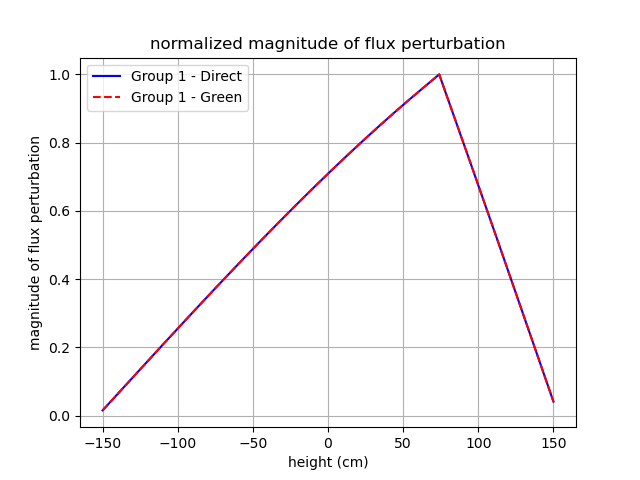 normalized magnitude of flux perturbation
Group 1 - Direct
Group 1 - Green
magnitude of flux perturbation
1.0
0.8
0.6
0.4
0.2
0.0
−150 −100 −50 0 50 100 150
height (cm)